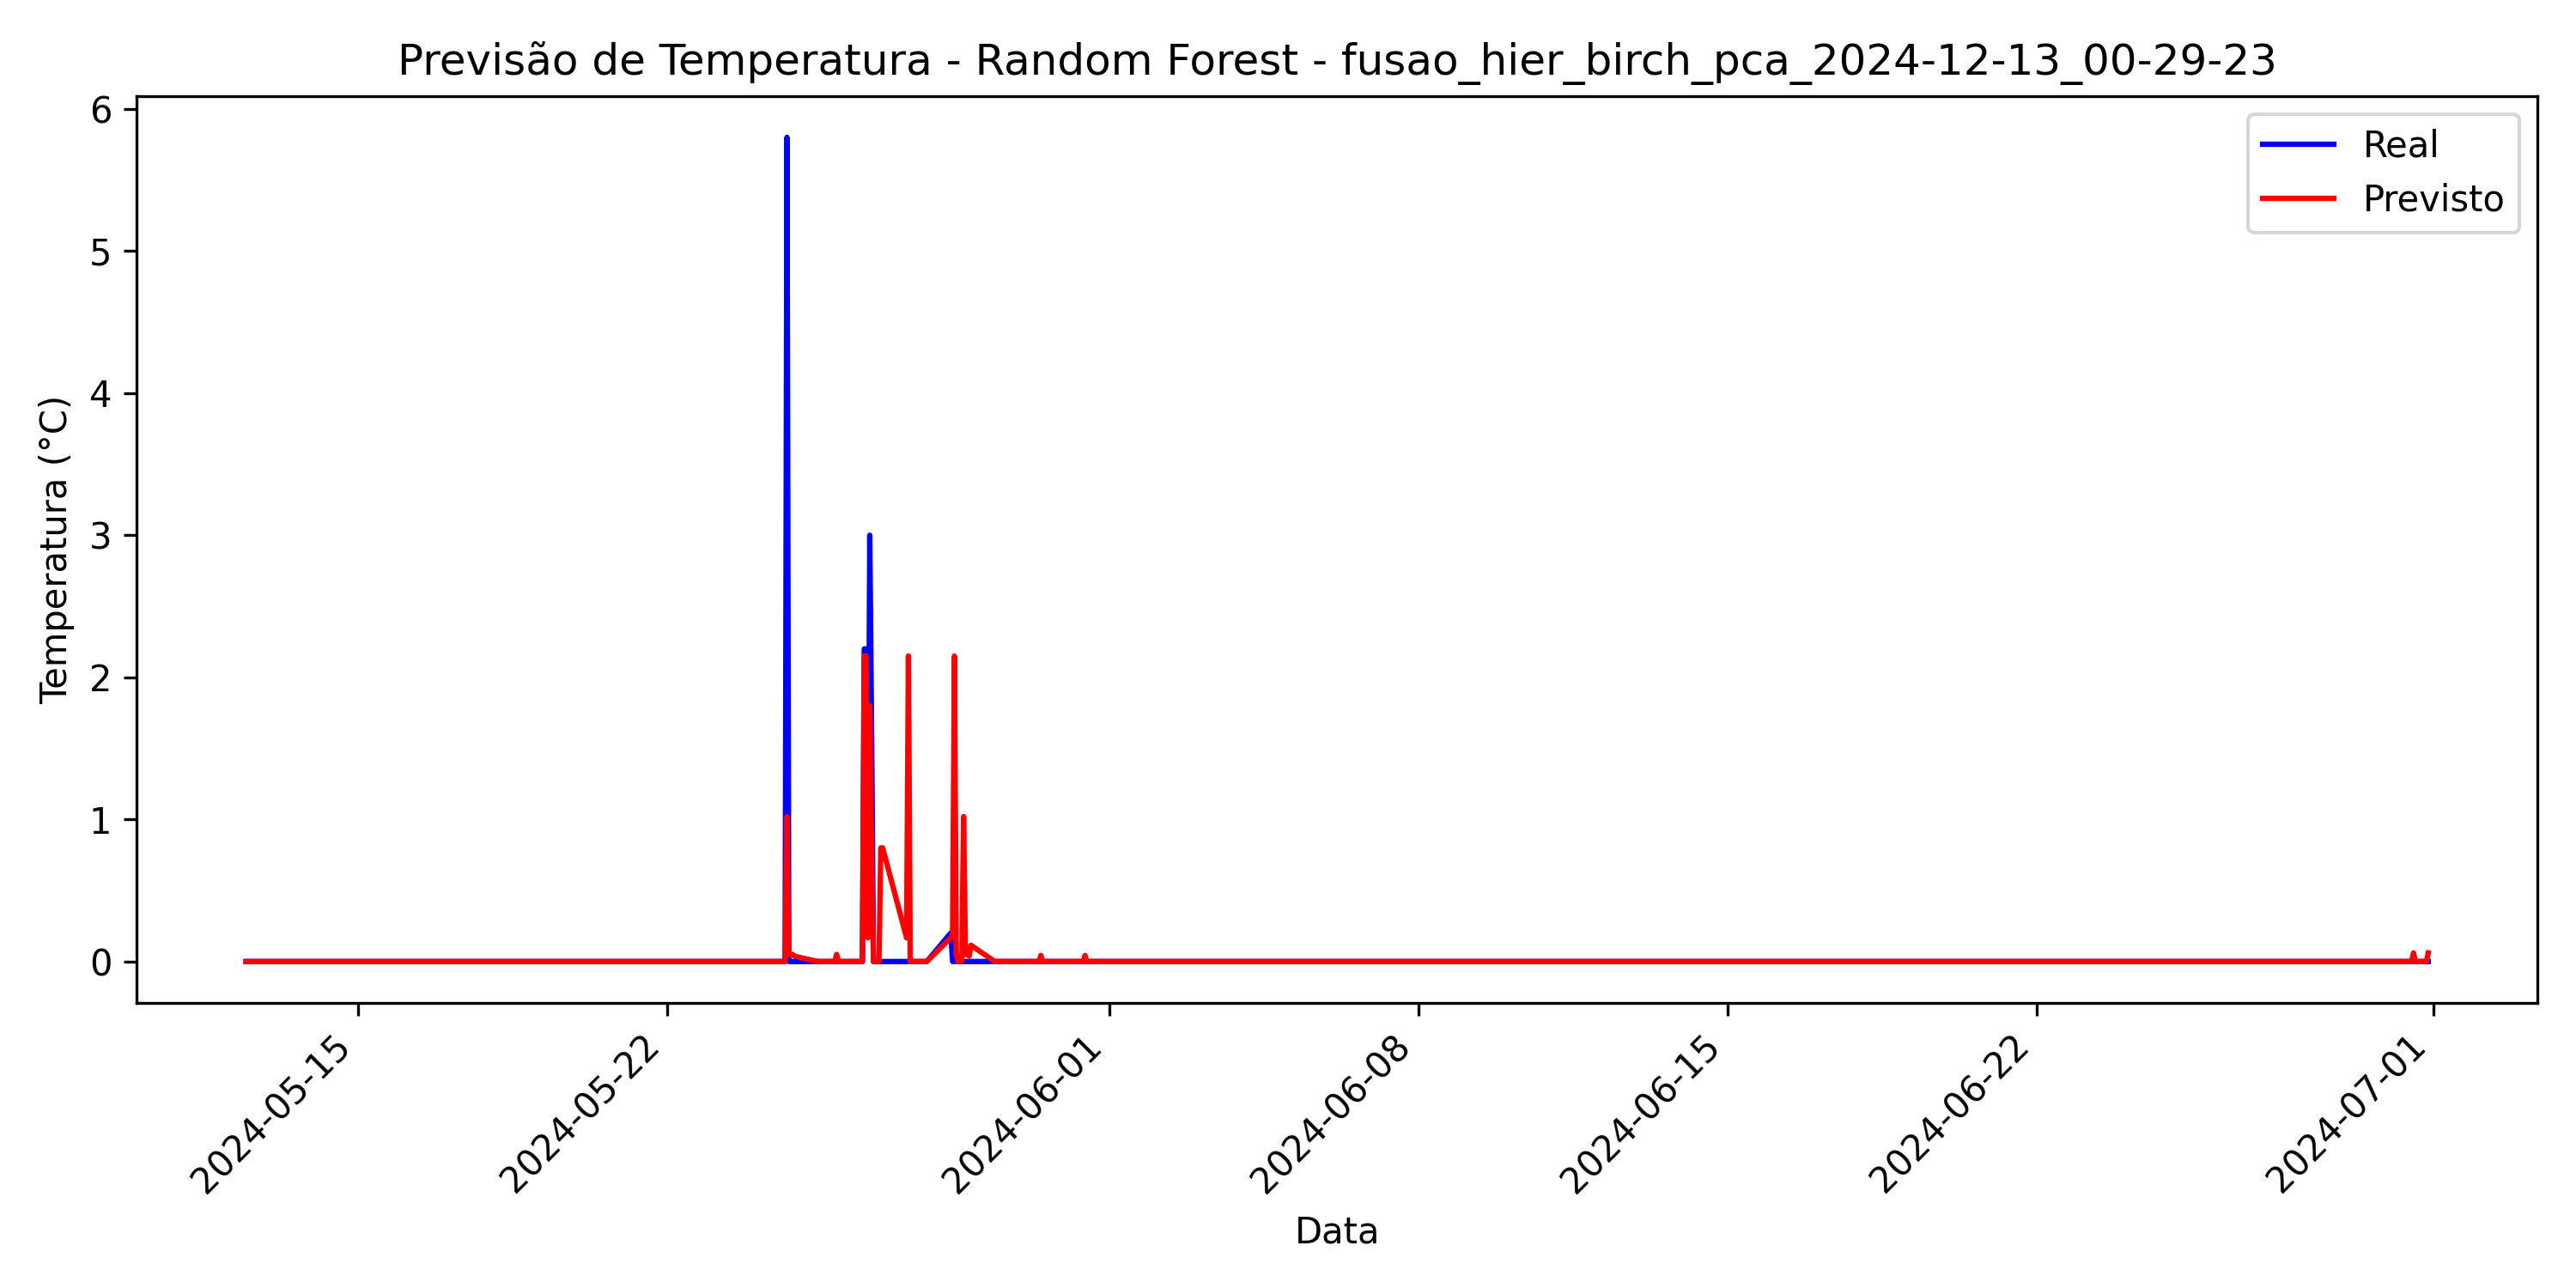 Previsão de Temperatura - Random Forest - fusao_hier_birch_pca_2024-12-13_00-29-23
Real
Previsto
Temperatura (°C)
6
5
4
3
2
1
0
2024-05-15
2024-05-22
2024-06-01
2024-06-08
2024-06-15
2024-06-22
2024-07-01
Data